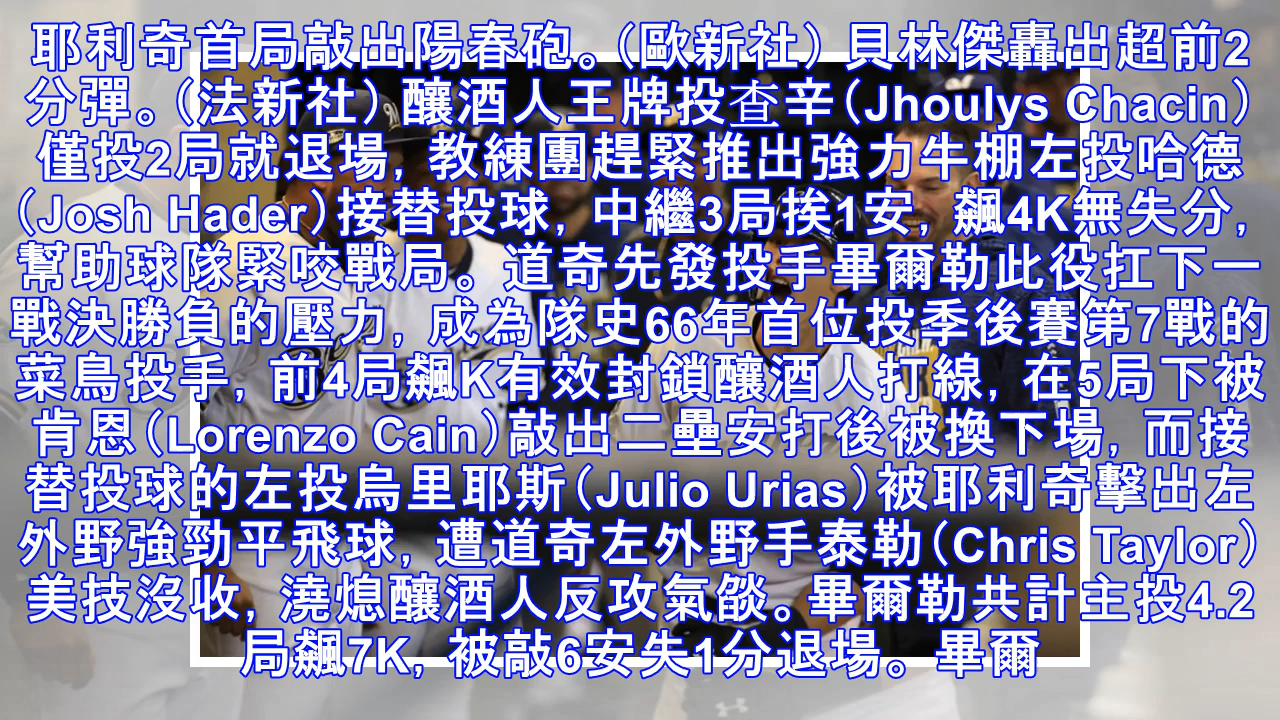 耶利奇首局敲出陽春砲。(歐新社) 貝林傑轟出超前2
分彈。(法新社) 釀酒人王牌投查辛(Jhoulys Chacin)
僅投2局就退場, 教練團趕緊推出強力牛棚左投哈德
(Josh Hader)接替投球, 中繼3局挨1安, 飆4K無失分,
幫助球隊緊咬戰局。 道奇先發投手畢爾勒此役扛下一
戰決勝負的壓力, 成為隊史66年首位投季後賽第7戰的
菜鳥投手, 前4局飆K有效封鎖釀酒人打線, 在5局下被
肯恩(Lorenzo Cain)敲出二壘安打後被換下場, 而接
替投球的左投烏里耶斯(Julio Urias)被耶利奇擊出左
外野強勁平飛球, 遭道奇左外野手泰勒(Chris Taylor)
美技沒收, 澆熄釀酒人反攻氣燄。畢爾勒共計主投4.2
局飆7K, 被敲6安失1分退場。 畢爾